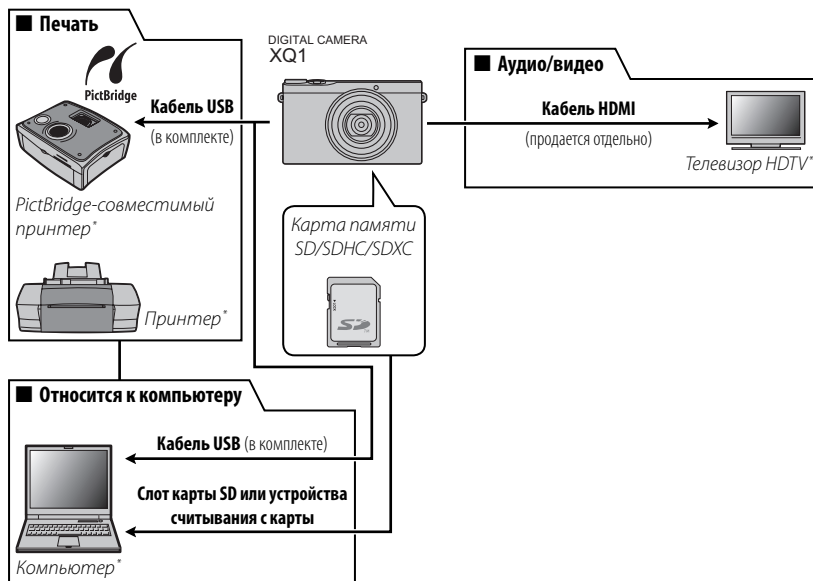 ■ Печать
PictBridge
Кабель USB
(в комплекте)
PictBridge-совместимый
принтер*
Принтер*
DIGITAL CAMERA
XQ1
Карта памяти
SD/SDHC/SDXC
SD
■ Аудио/видео
Кабель HDMI
(продается отдельно)
Телевизор HDTV*
■ Относится к компьютеру
Кабель USB (в комплекте)
Слот карты SD или устройства
считывания с карты
Компьютер*